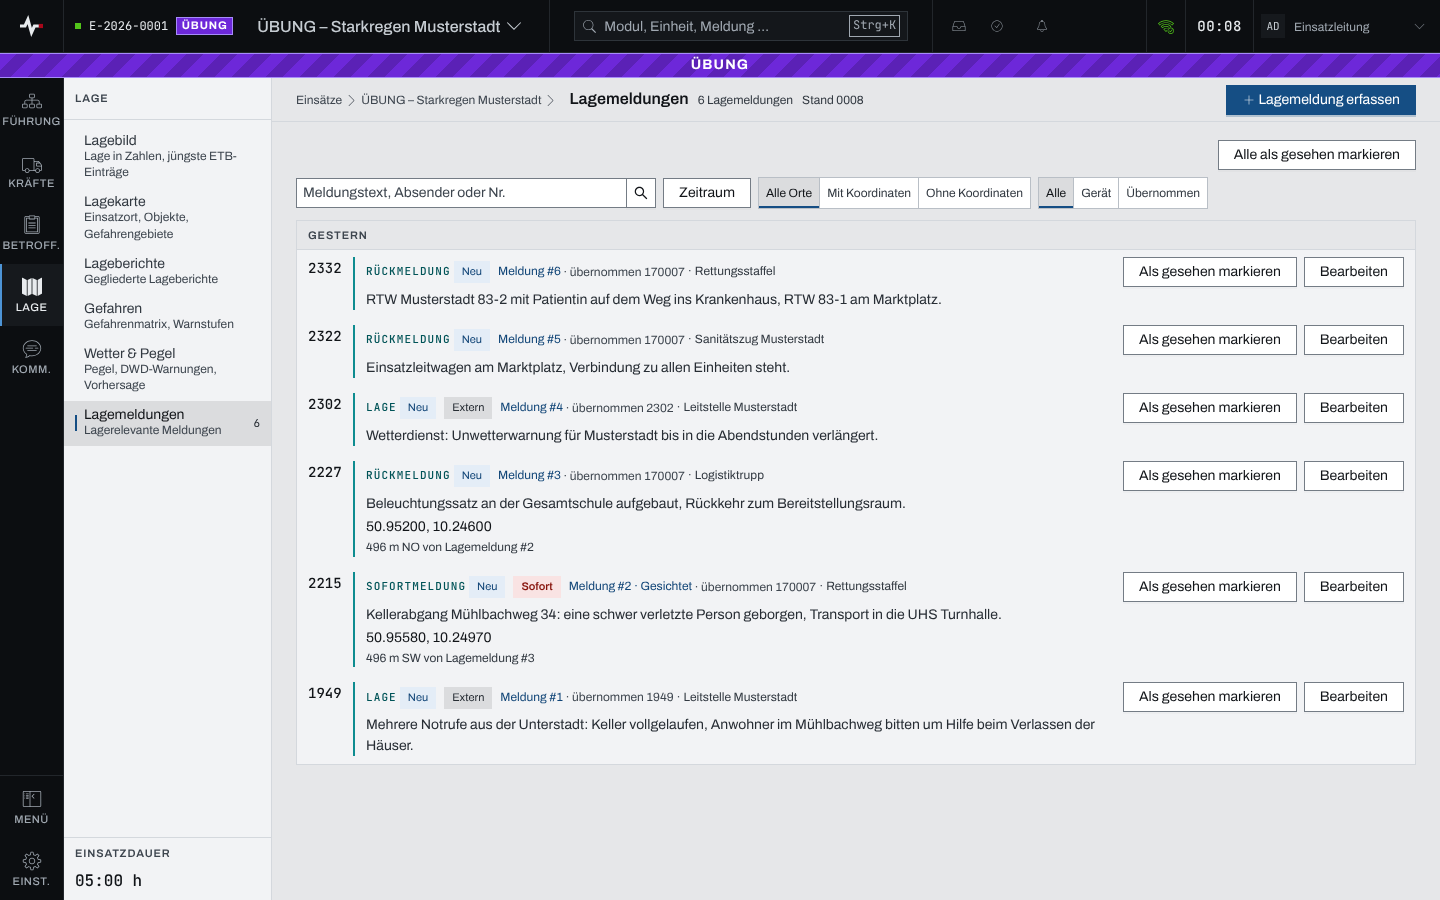 E-2026-0001 ÜBUNG ÜBUNG – Starkregen Musterstadt Modul, Einheit, Meldung ... Strg+K 00:08 AD Einsatzleitung
ÜBUNG
FÜHRUNG
KRÄFTE
BETROFF.
LAGE
KOMM.
MENÜ
EINST.
LAGE
Lagebild
Lage in Zahlen, jüngste ETB-
Einträge
Lagekarte
Einsatzort, Objekte,
Gefahrengebiete
Lageberichte
Gegliederte Lageberichte
Gefahren
Gefahrenmatrix, Warnstufen
Wetter & Pegel
Pegel, DWD-Warnungen,
Vorhersage
Lagemeldungen
Lagerelevante Meldungen 6
EINSATZDAUER
05:00 h
Einsätze ÜBUNG – Starkregen Musterstadt Lagemeldungen 6 Lagemeldungen Stand 0008 + Lagemeldung erfassen
Alle als gesehen markieren
Meldungstext, Absender oder Nr. Zeitraum Alle Orte Mit Koordinaten Ohne Koordinaten Alle Gerät Übernommen
GESTERN
2332 RÜCKMELDUNG Neu Meldung #6 · übernommen 170007 · Rettungsstaffel Als gesehen markieren Bearbeiten
RTW Musterstadt 83-2 mit Patientin auf dem Weg ins Krankenhaus, RTW 83-1 am Marktplatz.
2322 RÜCKMELDUNG Neu Meldung #5 · übernommen 170007 · Sanitätszug Musterstadt Als gesehen markieren Bearbeiten
Einsatzleitwagen am Marktplatz, Verbindung zu allen Einheiten steht.
2302 LAGE Neu Extern Meldung #4 · übernommen 2302 · Leitstelle Musterstadt Als gesehen markieren Bearbeiten
Wetterdienst: Unwetterwarnung für Musterstadt bis in die Abendstunden verlängert.
2227 RÜCKMELDUNG Neu Meldung #3 · übernommen 170007 · Logistiktrupp Als gesehen markieren Bearbeiten
Beleuchtungssatz an der Gesamtschule aufgebaut, Rückkehr zum Bereitstellungsraum.
50.95200, 10.24600
496 m NO von Lagemeldung #2
2215 SOFORTMELDUNG Neu Sofort Meldung #2 · Gesichtet · übernommen 170007 · Rettungsstaffel Als gesehen markieren Bearbeiten
Kellerabgang Mühlbachweg 34: eine schwer verletzte Person geborgen, Transport in die UHS Turnhalle.
50.95580, 10.24970
496 m SW von Lagemeldung #3
1949 LAGE Neu Extern Meldung #1 · übernommen 1949 · Leitstelle Musterstadt Als gesehen markieren Bearbeiten
Mehrere Notrufe aus der Unterstadt: Keller vollgelaufen, Anwohner im Mühlbachweg bitten um Hilfe beim Verlassen der
Häuser.